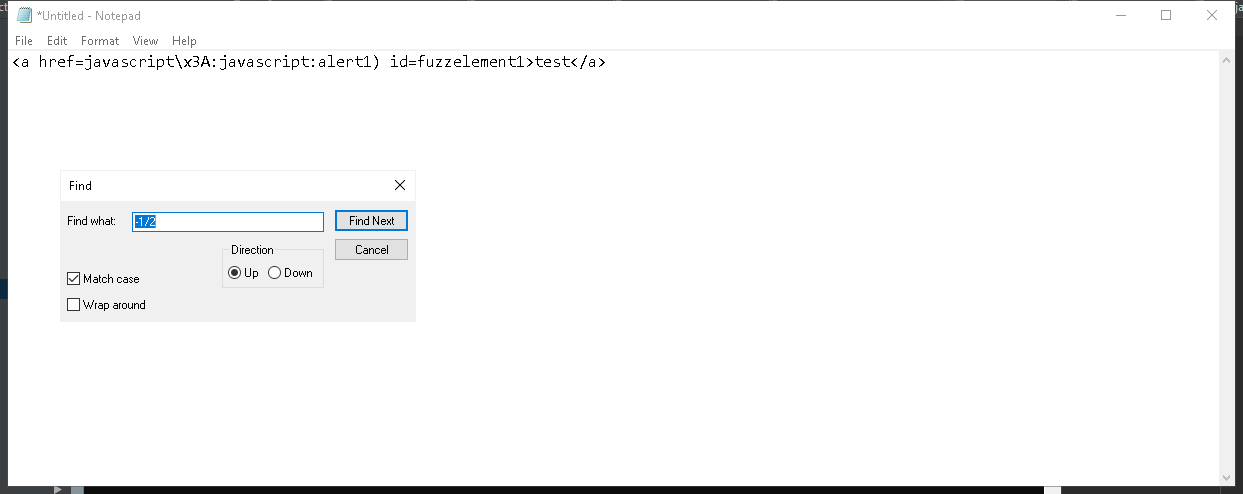 *Untitled - Notepad
File Edit Format View Help
<a href=javascript\x3A:javascript:alert1) id=fuzzelement1>test</a>
Find
Find what: -1/2 Find Next
Direction Cancel
Up Down
Match case
Wrap around